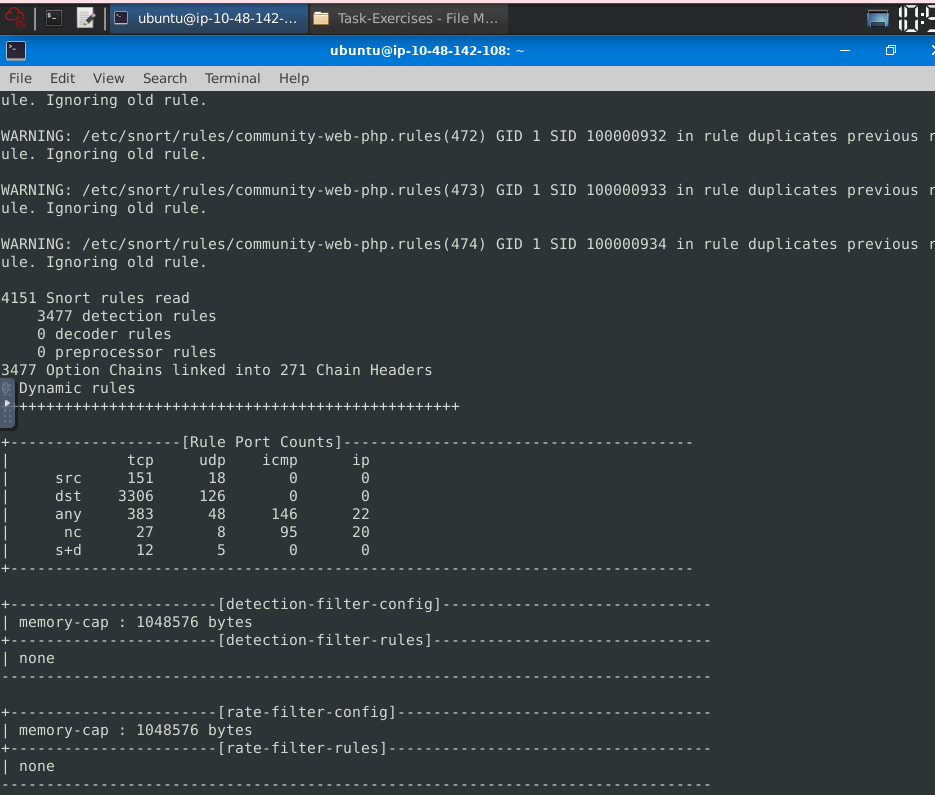 ubuntu@ip-10-48-142-...
Task-Exercises - File M...
ubuntu@ip-10-48-142-108: ~
File Edit View Search Terminal Help
ule. Ignoring old rule.
WARNING: /etc/snort/rules/community-web-php.rules(472) GID 1 SID 100000932 in rule duplicates previous r
ule. Ignoring old rule.
WARNING: /etc/snort/rules/community-web-php.rules(473) GID 1 SID 100000933 in rule duplicates previous r
ule. Ignoring old rule.
WARNING: /etc/snort/rules/community-web-php.rules(474) GID 1 SID 100000934 in rule duplicates previous r
ule. Ignoring old rule.
4151 Snort rules read
    3477 detection rules
    0 decoder rules
    0 preprocessor rules
3477 Option Chains linked into 271 Chain Headers
Dynamic rules
+++++++++++++++++++++++++++++++++++++++++++++++++
+-------------------[Rule Port Counts]---------------------------------------
|             tcp     udp    icmp      ip
|     src     151      18       0       0
|     dst    3306     126       0       0
|     any     383      48     146      22
|      nc      27       8      95      20
|     s+d      12       5       0       0
+----------------------------------------------------------------------------
+-----------------------[detection-filter-config]------------------------------
| memory-cap : 1048576 bytes
+-----------------------[detection-filter-rules]-------------------------------
| none
-------------------------------------------------------------------------------
+-----------------------[rate-filter-config]-----------------------------------
| memory-cap : 1048576 bytes
+-----------------------[rate-filter-rules]------------------------------------
| none
-------------------------------------------------------------------------------